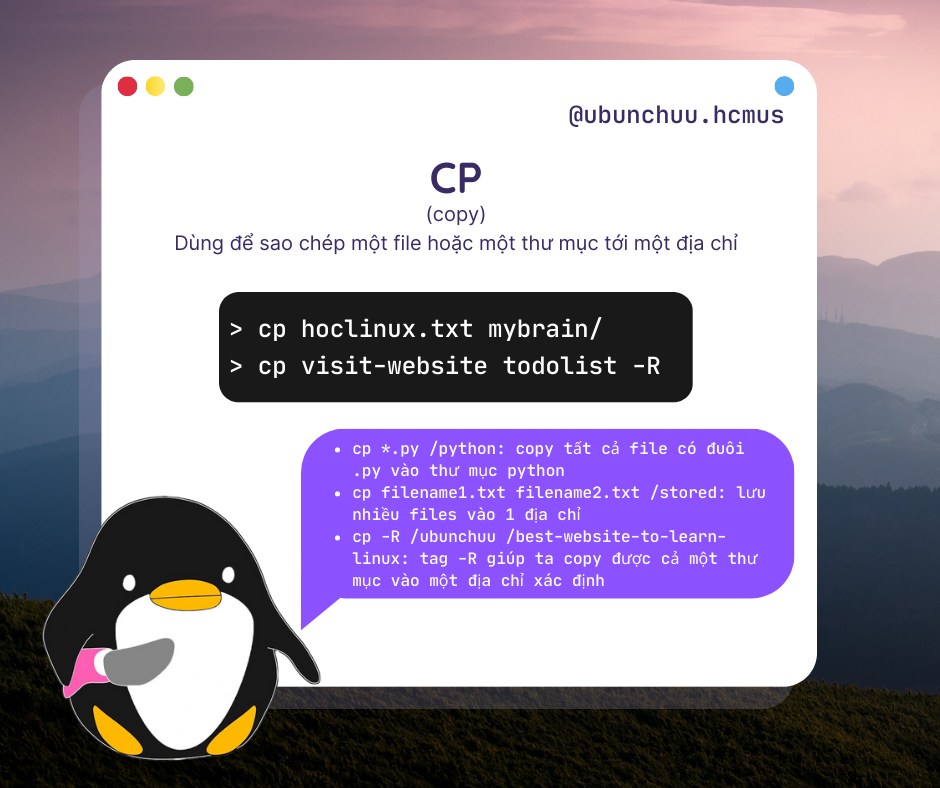 @ubunchuu.hcmus
CP
(copy)
Dùng để sao chép một file hoặc một thư mục tới một địa chỉ
> cp hoclinux.txt mybrain/
> cp visit-website todolist -R
• cp *.py /python: copy tất cả file có đuôi
.py vào thư mục python
• cp filename1.txt filename2.txt /stored: lưu
nhiều files vào 1 địa chỉ
• cp -R /ubunchuu /best-website-to-learn-
linux: tag -R giúp ta copy được cả một thư
mục vào một địa chỉ xác định